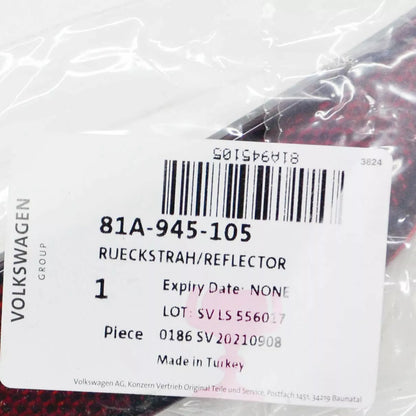 81A945105
3824
VOLKSWAGEN
GROUP
81A-945-105
RUECKSTRAH/REFLECTOR
1
Expiry Date: NONE
LOT: SV LS 556017
Piece 0186 SV 20210908
Made in Turkey
Volkswagen AG, Konzern Vertrieb Original Teile und Service, Postfach 1451, 34219 Baunatal